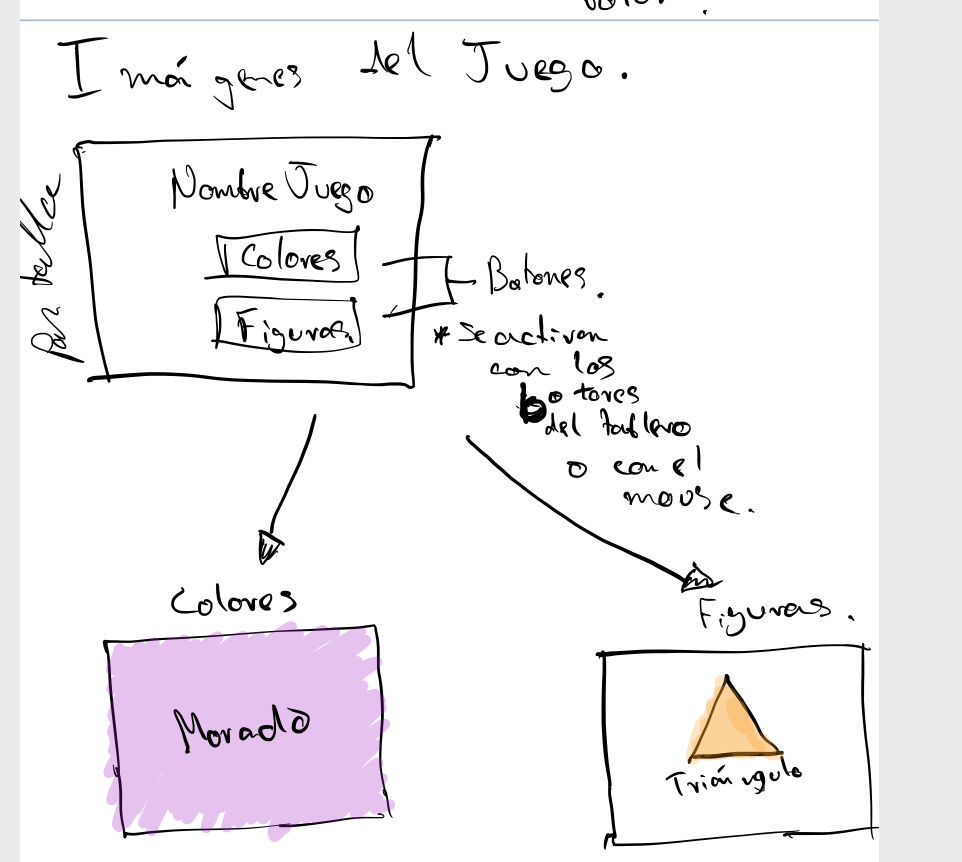 Imágenes del Juego.
Pantalla
Nombre Juego
Colores
Figuras.
Botones.
* Se activan
con los
botones
del tablero
o con el
mouse.
Colores
Morado
Figuras.
Triángulo